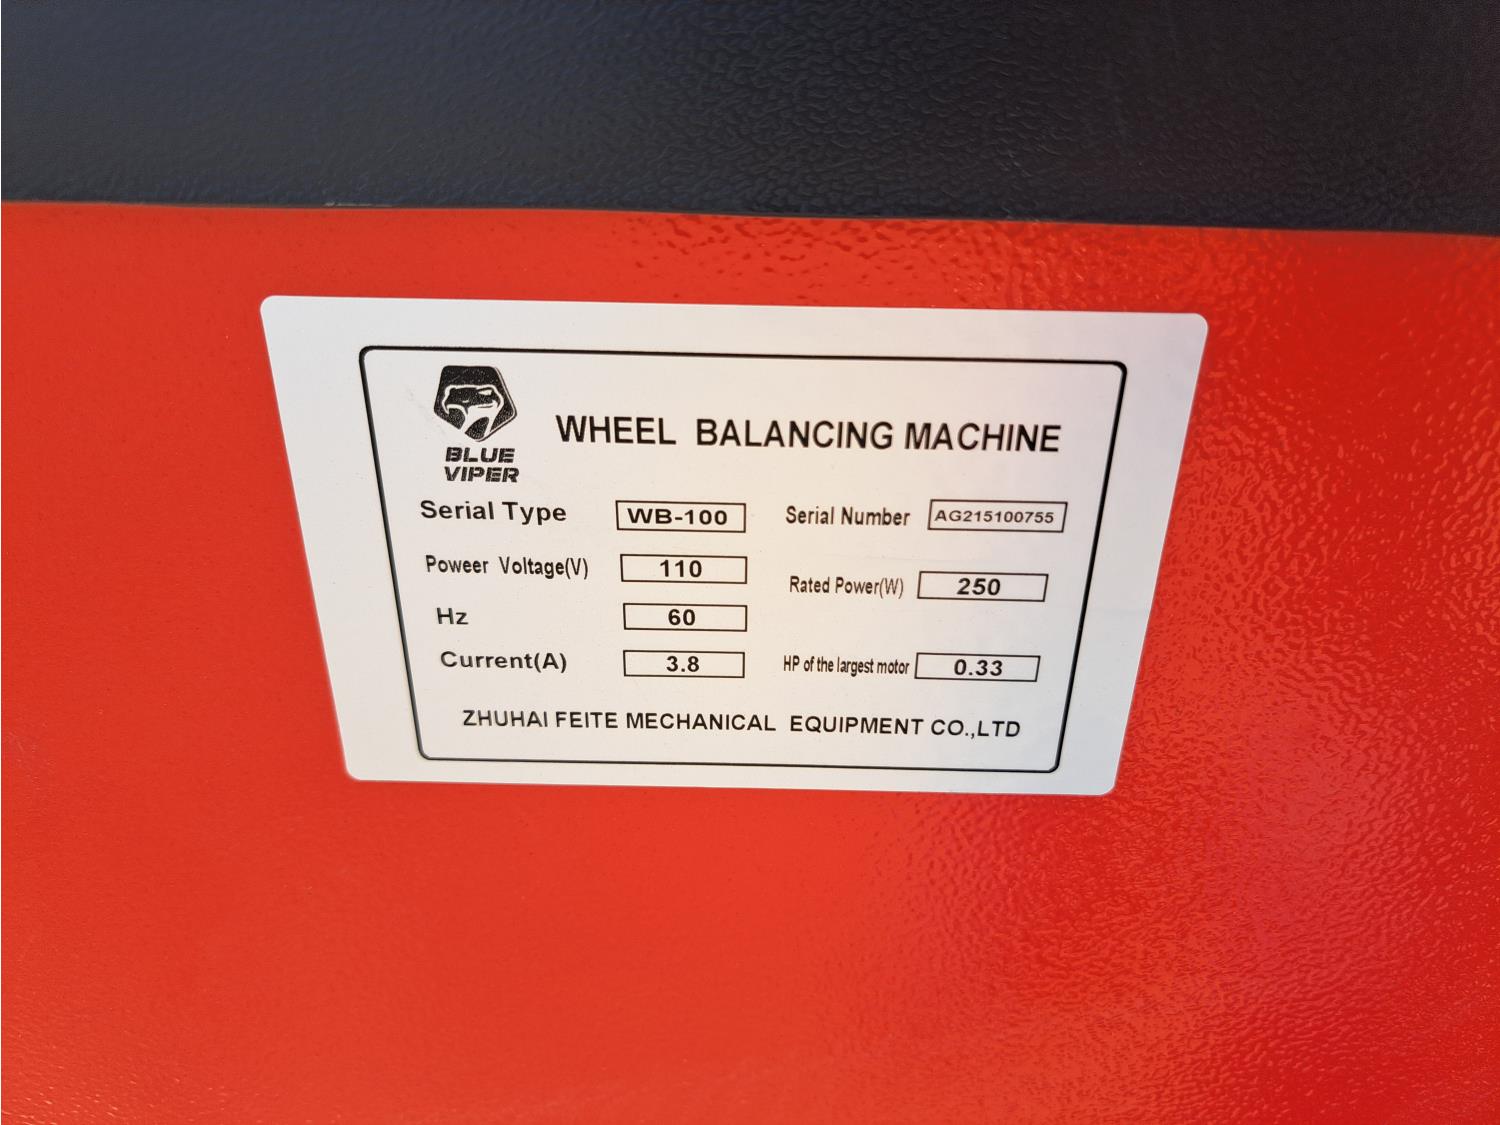 BLUE
VIPER
WHEEL BALANCING MACHINE
Serial Type WB-100 Serial Number AG215100755
Poweer Voltage(V) 110 Rated Power(W) 250
Hz 60
Current(A) 3.8 HP of the largest motor 0.33
ZHUHAI FEITE MECHANICAL EQUIPMENT CO.,LTD